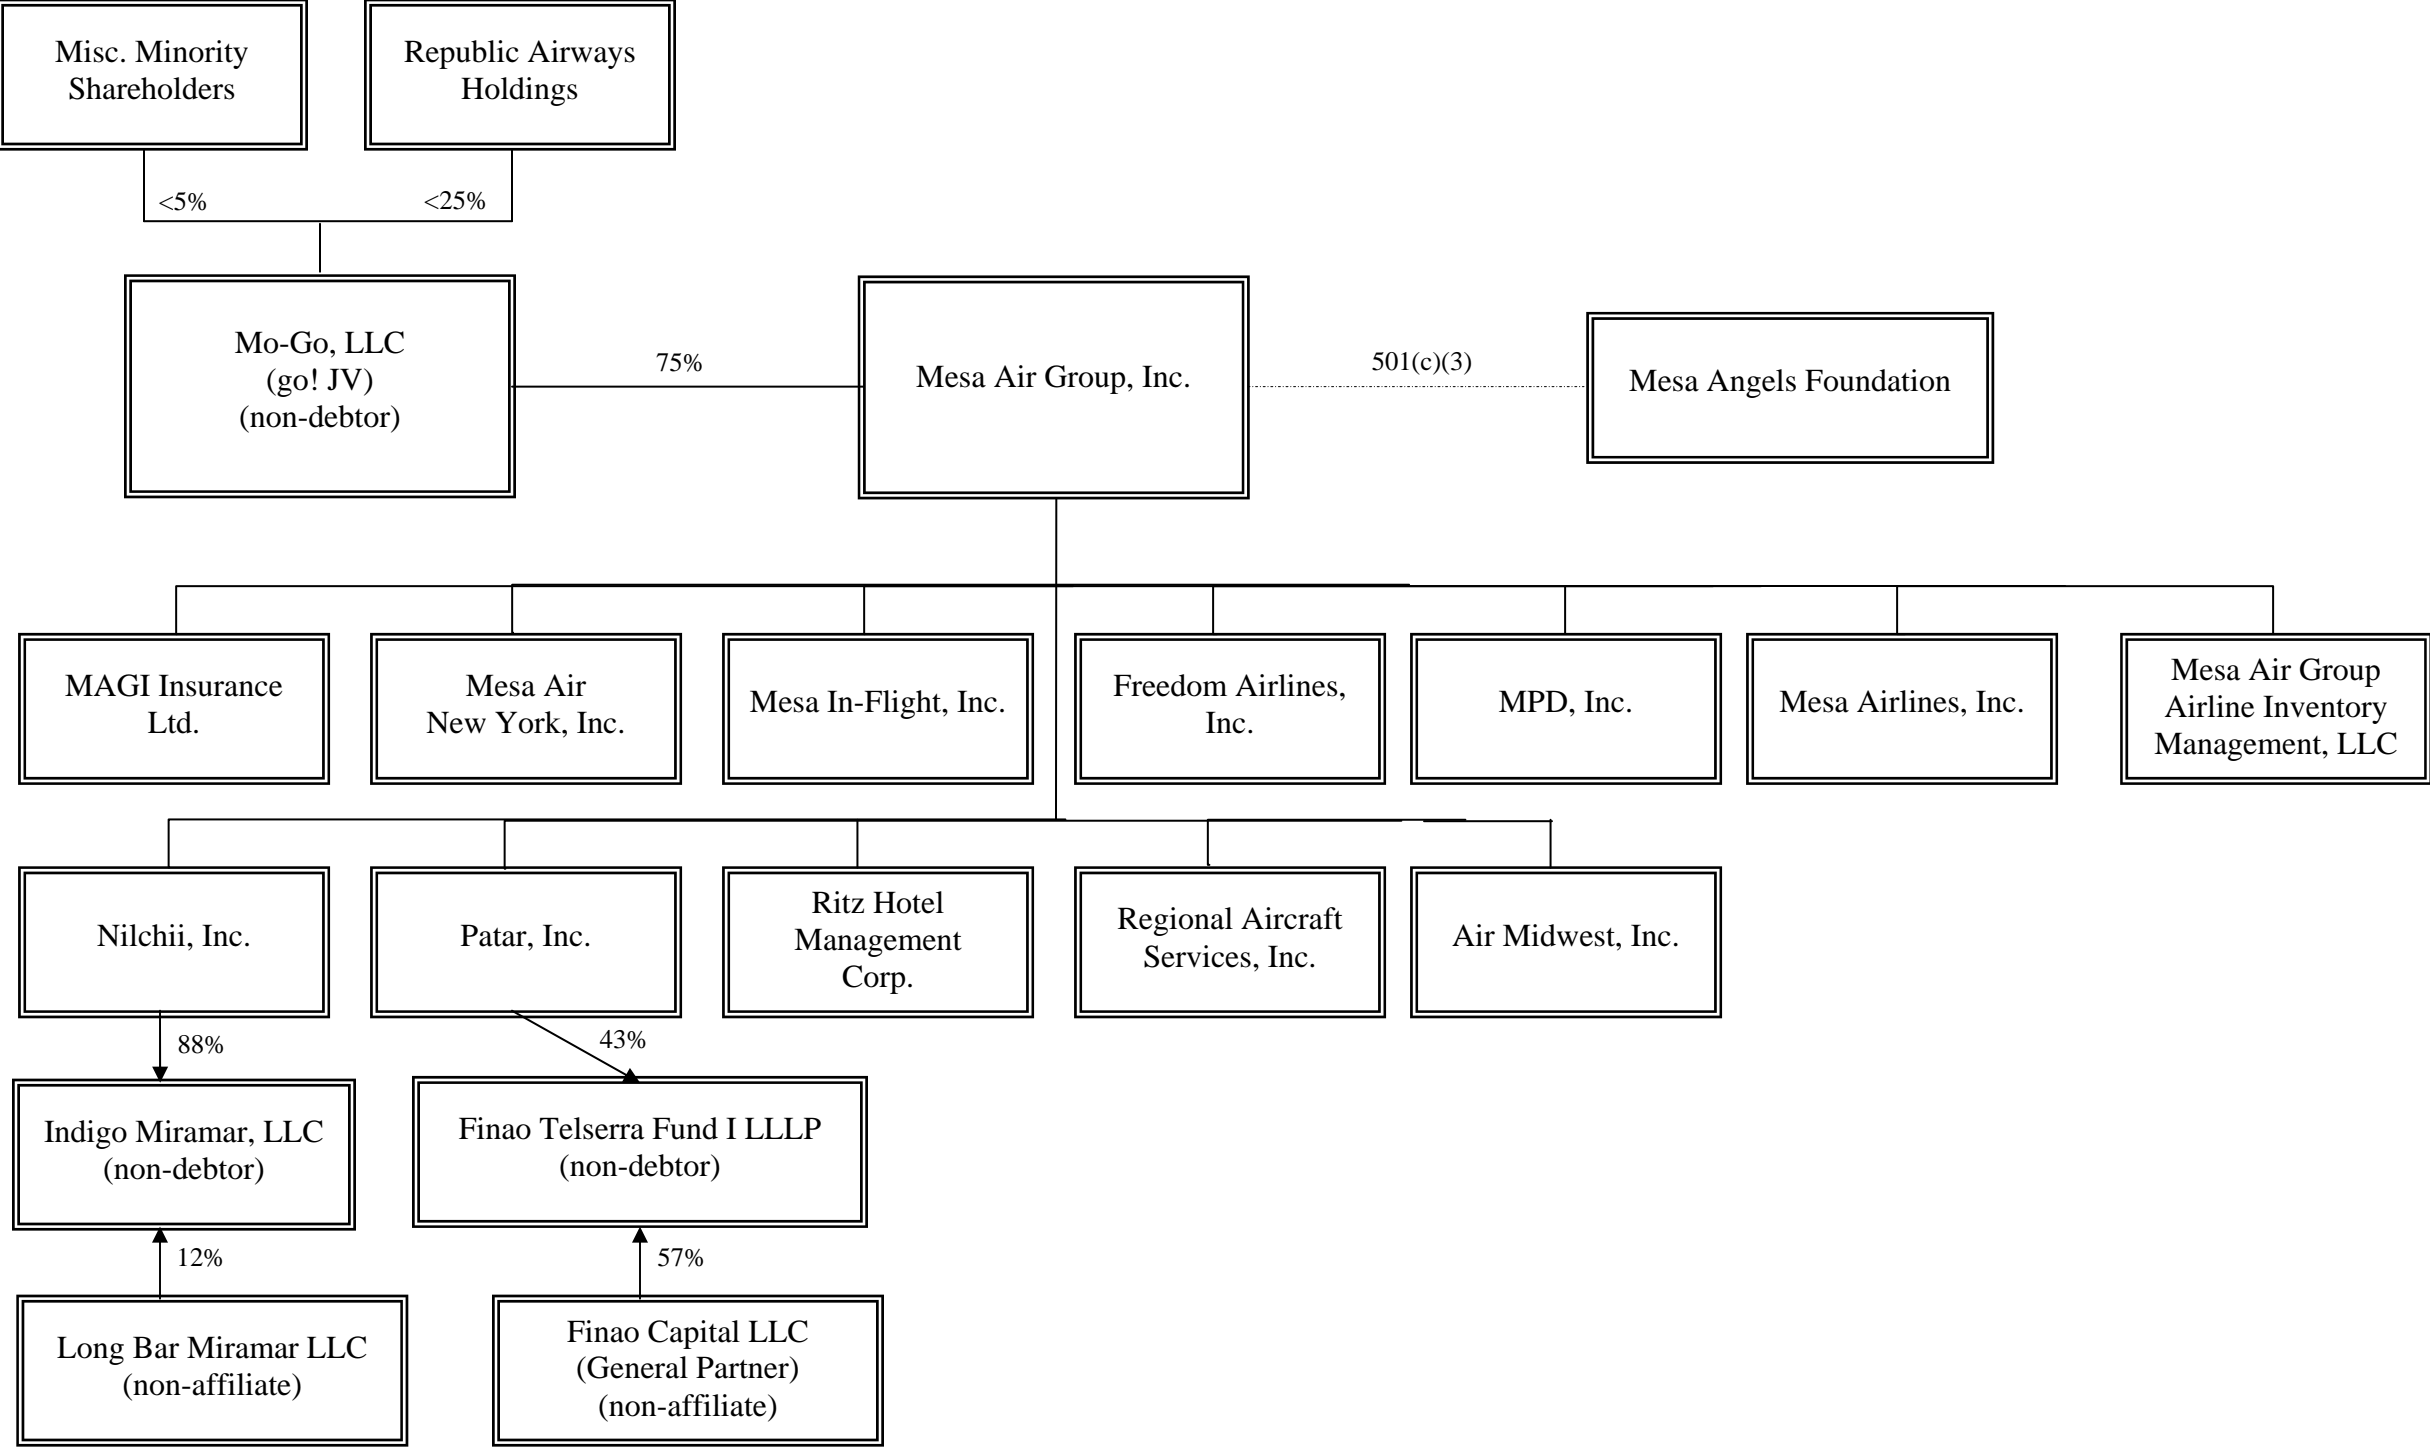 Misc. Minority
Shareholders
Republic Airways
Holdings
<5%
<25%
Mo-Go, LLC
(go! JV)
(non-debtor)
75%
Mesa Air Group, Inc.
501(c)(3)
Mesa Angels Foundation
MAGI Insurance
Ltd.
Mesa Air
New York, Inc.
Mesa In-Flight, Inc.
Freedom Airlines,
Inc.
MPD, Inc.
Mesa Airlines, Inc.
Mesa Air Group
Airline Inventory
Management, LLC
Nilchii, Inc.
Patar, Inc.
Ritz Hotel
Management
Corp.
Regional Aircraft
Services, Inc.
Air Midwest, Inc.
88%
43%
Indigo Miramar, LLC
(non-debtor)
Finao Telserra Fund I LLLP
(non-debtor)
12%
57%
Long Bar Miramar LLC
(non-affiliate)
Finao Capital LLC
(General Partner)
(non-affiliate)